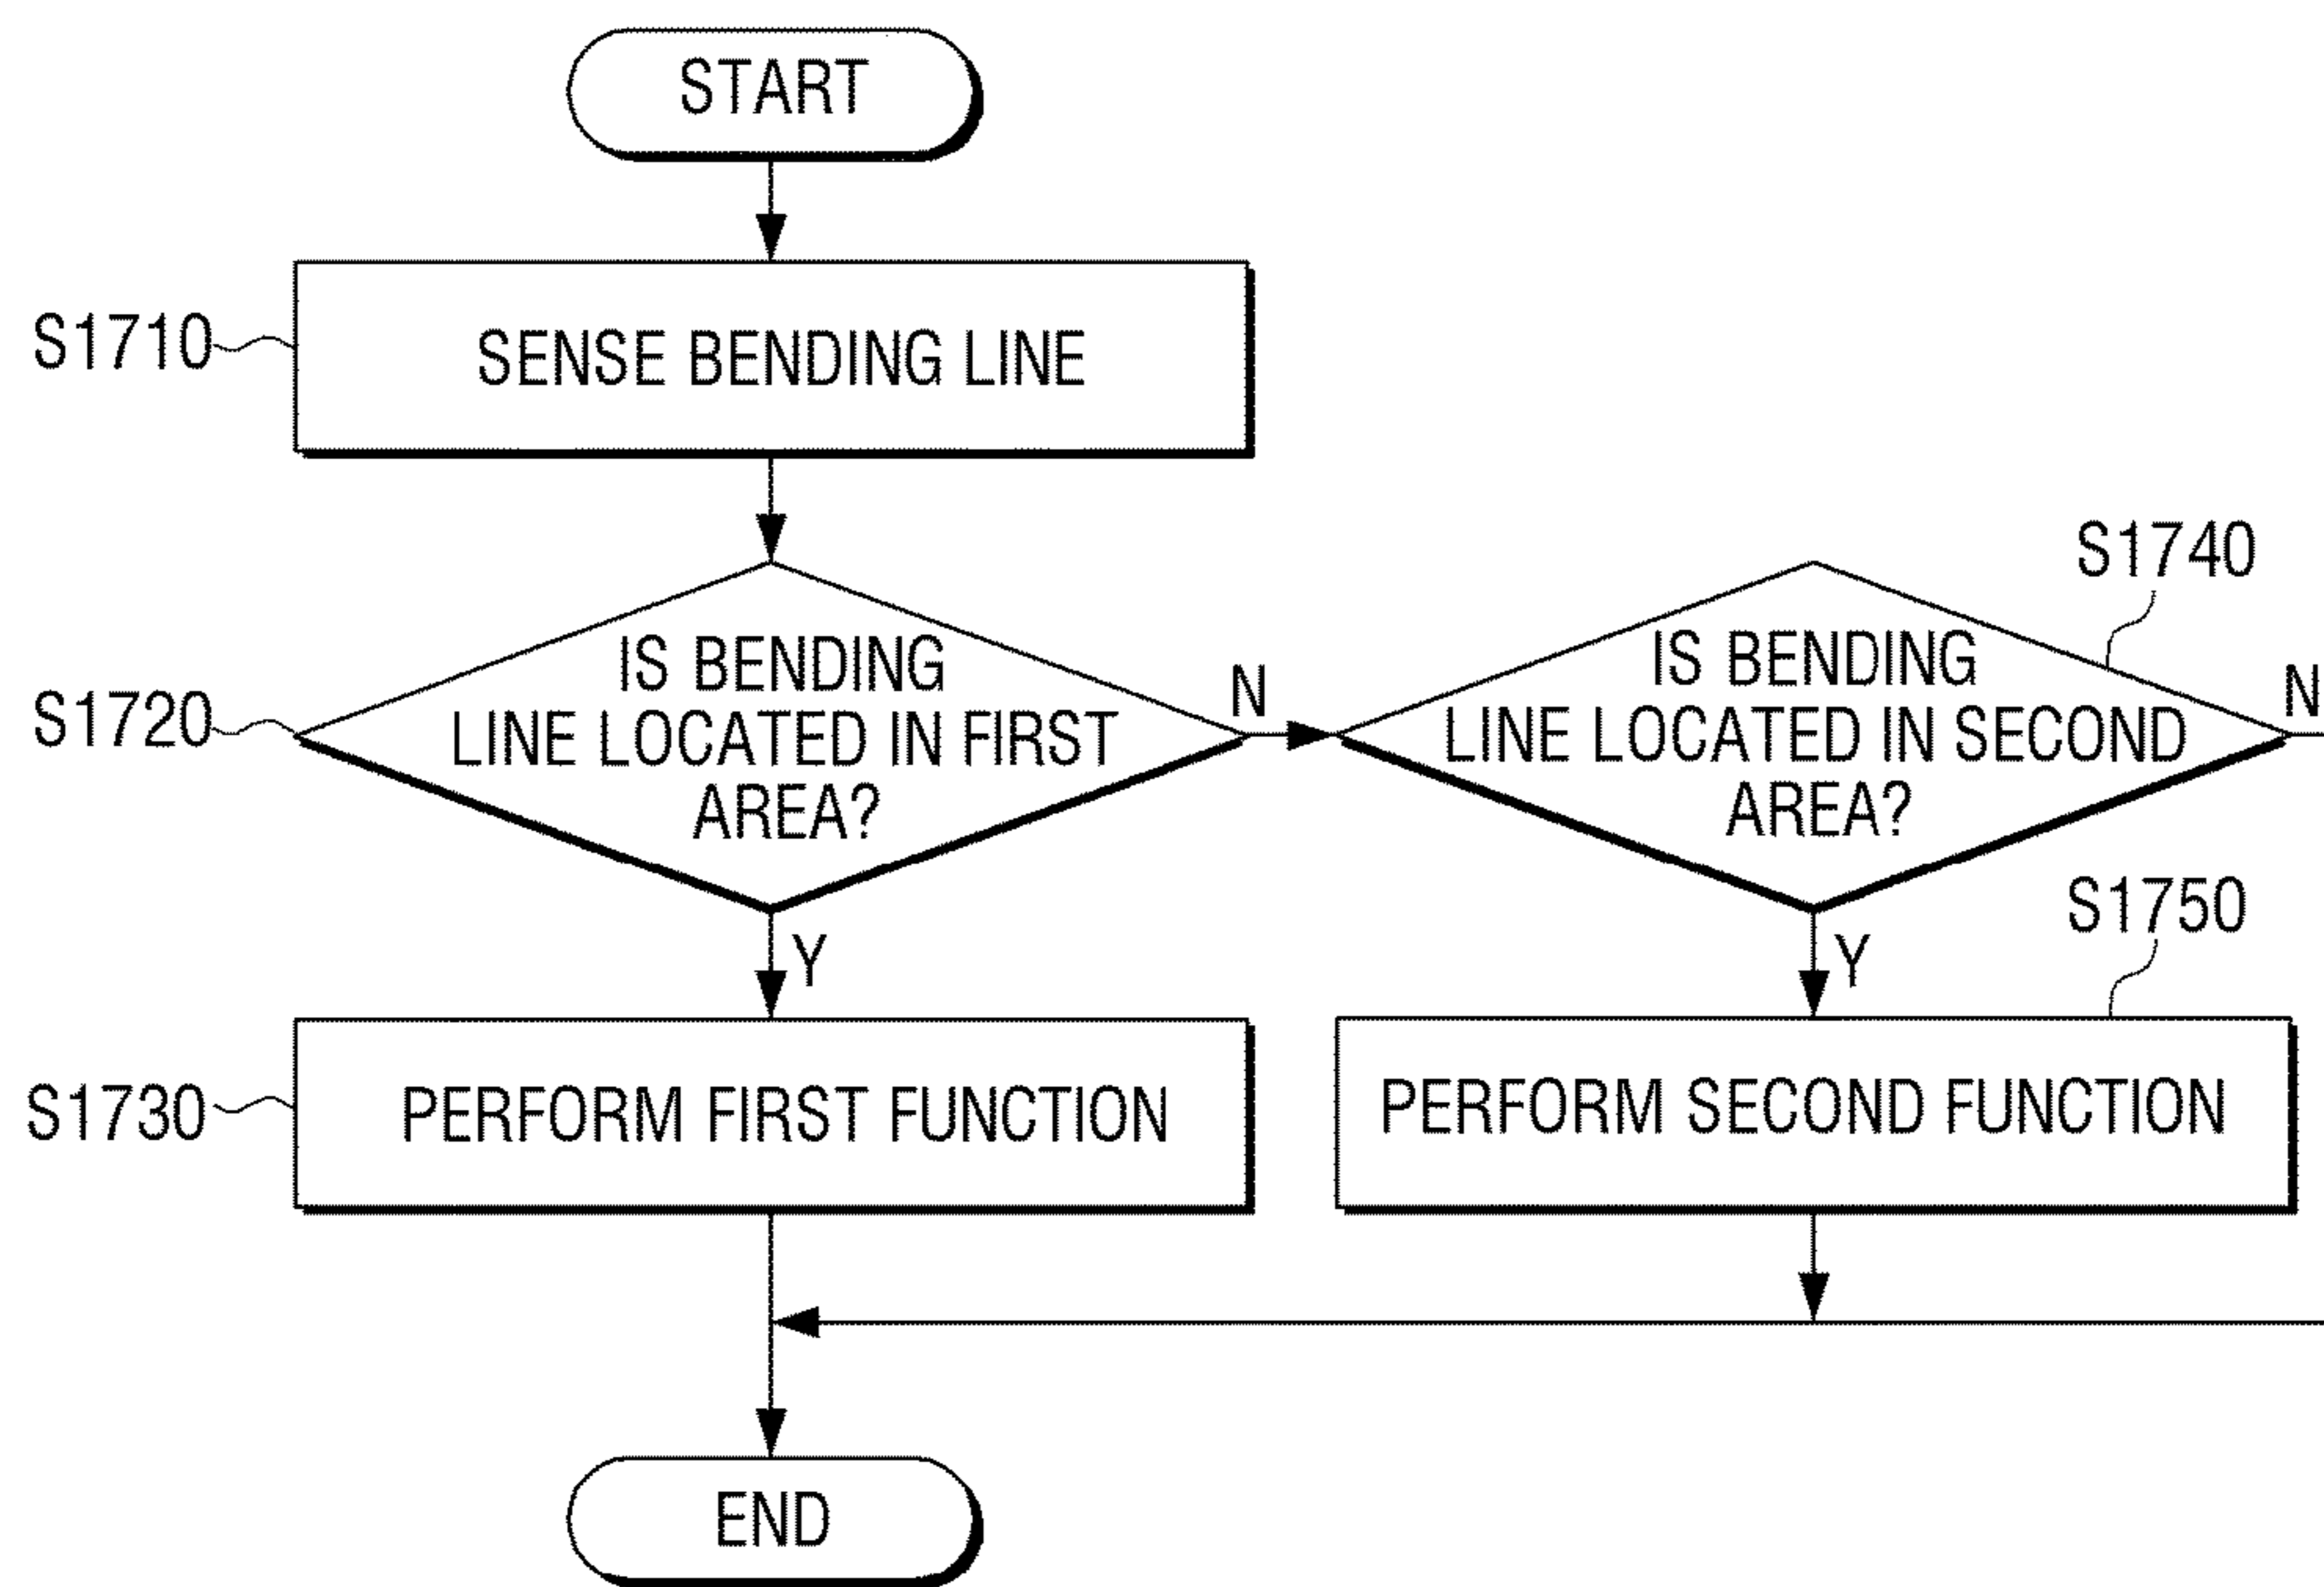 START
S1710
SENSE BENDING LINE
S1720
IS BENDING
LINE LOCATED IN FIRST
AREA?
N
S1740
IS BENDING
LINE LOCATED IN SECOND
AREA?
N
Y
S1730
PERFORM FIRST FUNCTION
Y
S1750
PERFORM SECOND FUNCTION
END